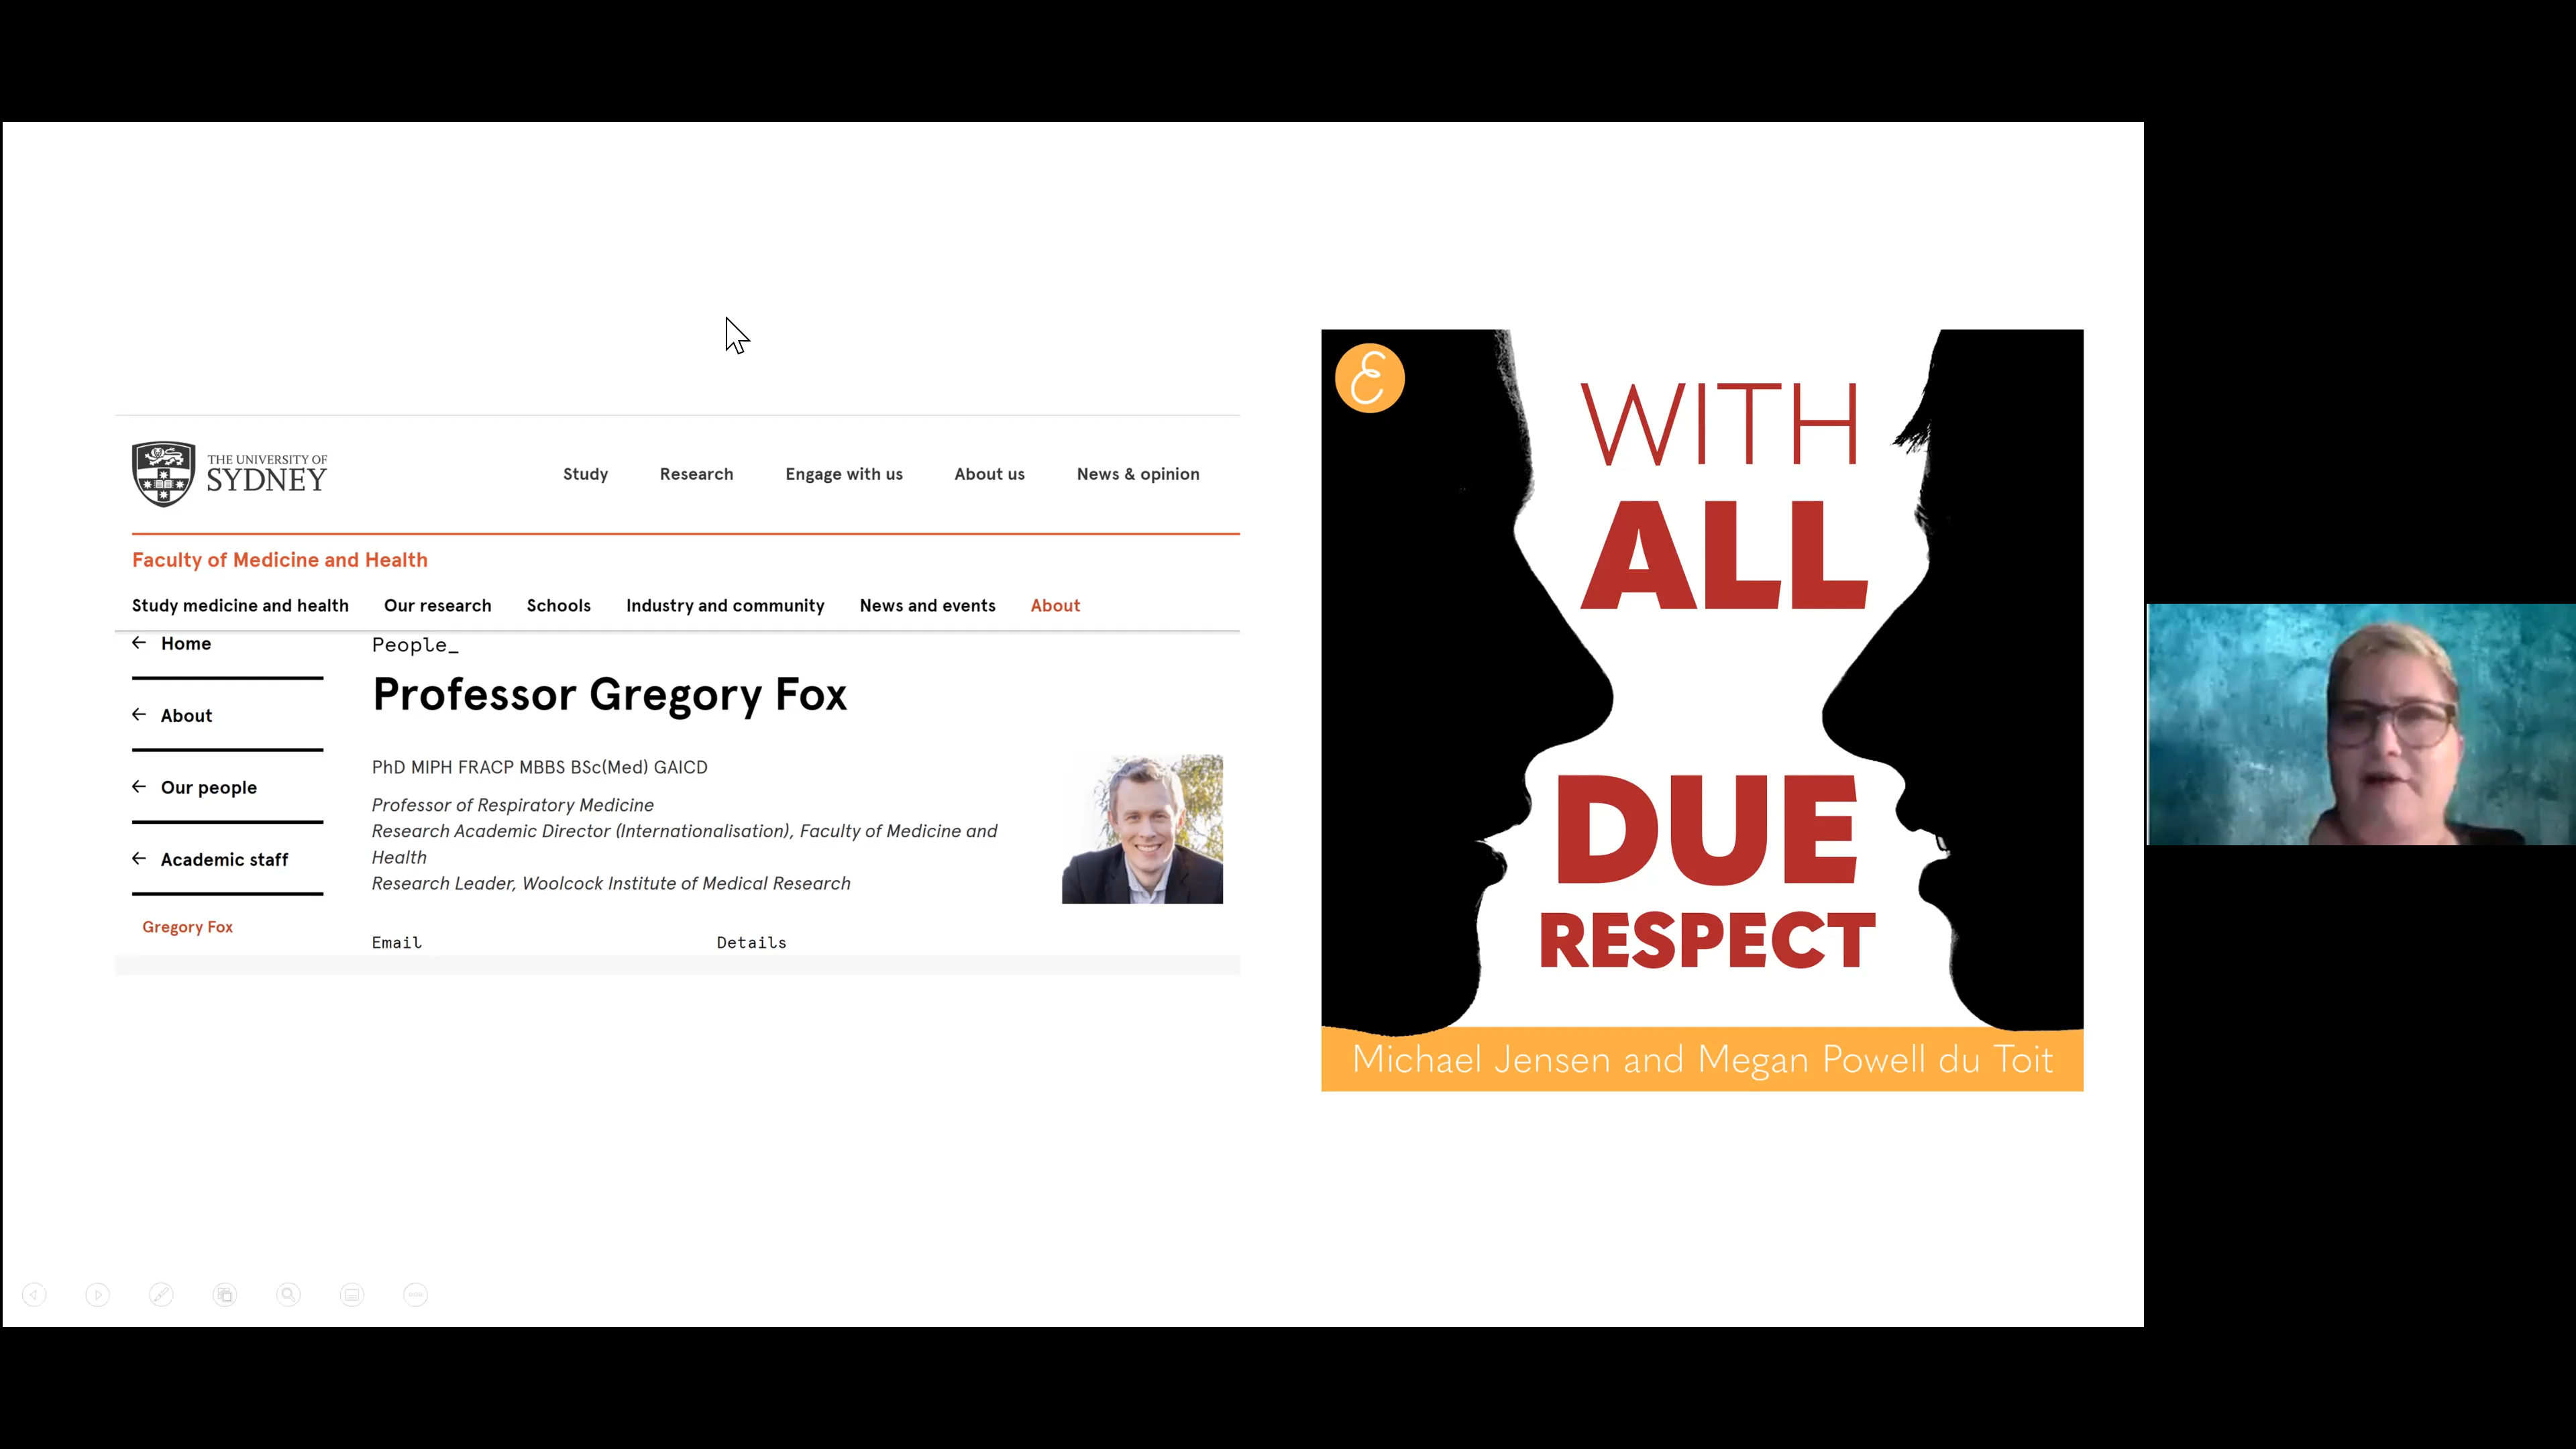 THE UNIVERSITY OF
SYDNEY
Study Research Engage with us About us News & opinion
Faculty of Medicine and Health
Study medicine and health Our research Schools Industry and community News and events About
← Home
← About
← Our people
← Academic staff
Gregory Fox
People_
Professor Gregory Fox
PhD MIPH FRACP MBBS BSc(Med) GAICD
Professor of Respiratory Medicine
Research Academic Director (Internationalisation), Faculty of Medicine and
Health
Research Leader, Woolcock Institute of Medical Research
Email Details
E
WITH
ALL
DUE
RESPECT
Michael Jensen and Megan Powell du Toit